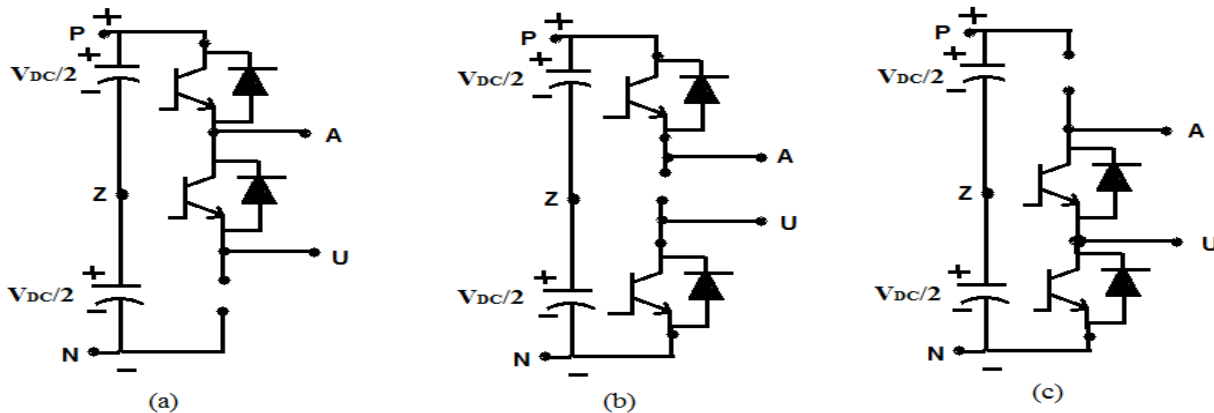 P + + VDC/2 − A Z U + VDC/2 − N −
P + + VDC/2 − A Z U + VDC/2 − N −
P + + VDC/2 − A Z U + VDC/2 − N −
(a) (b) (c)